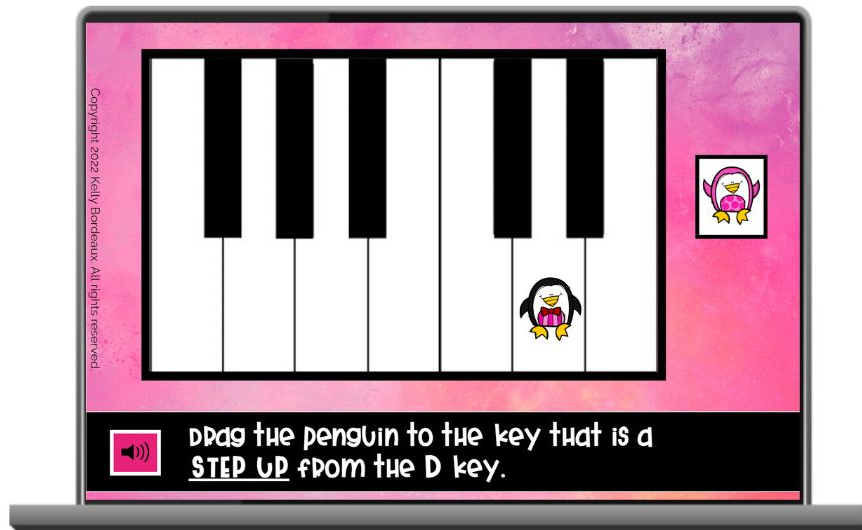 Copyright 2022 Kelly Bordeaux. All rights reserved.
Drag the penguin to the key that is a
STEP UP from the D key.